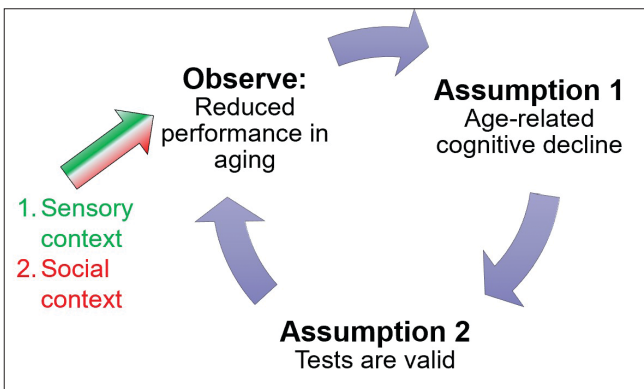 Observe:
Reduced
performance in
aging
Assumption 1
Age-related
cognitive decline
1. Sensory
context
2. Social
context
Assumption 2
Tests are valid